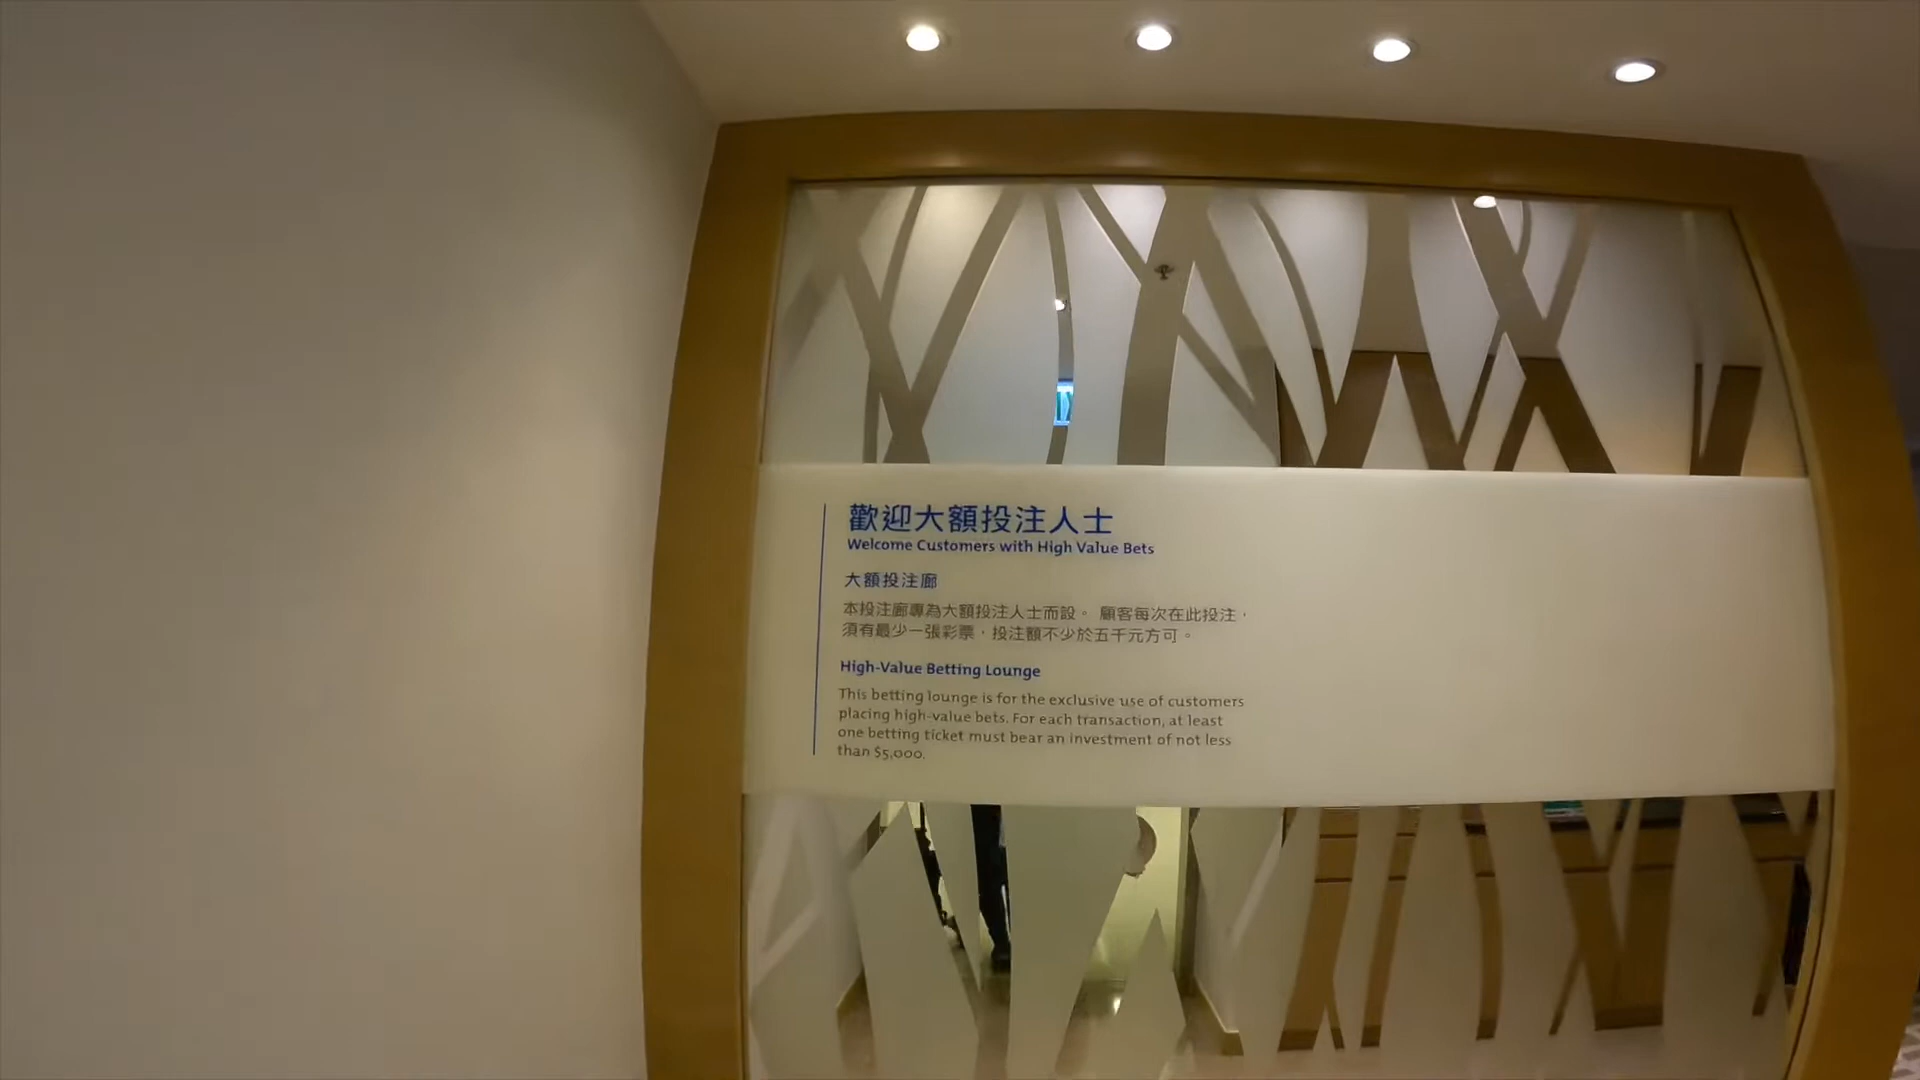 歡迎大額投注人士
Welcome Customers with High Value Bets
大額投注廊
本投注廊專為大額投注人士而設。 顧客每次在此投注，
須有最少一張彩票，投注額不少於五千元方可。
High-Value Betting Lounge
This betting lounge is for the exclusive use of customers
placing high-value bets. For each transaction, at least
one betting ticket must bear an investment of not less
than $5,000.